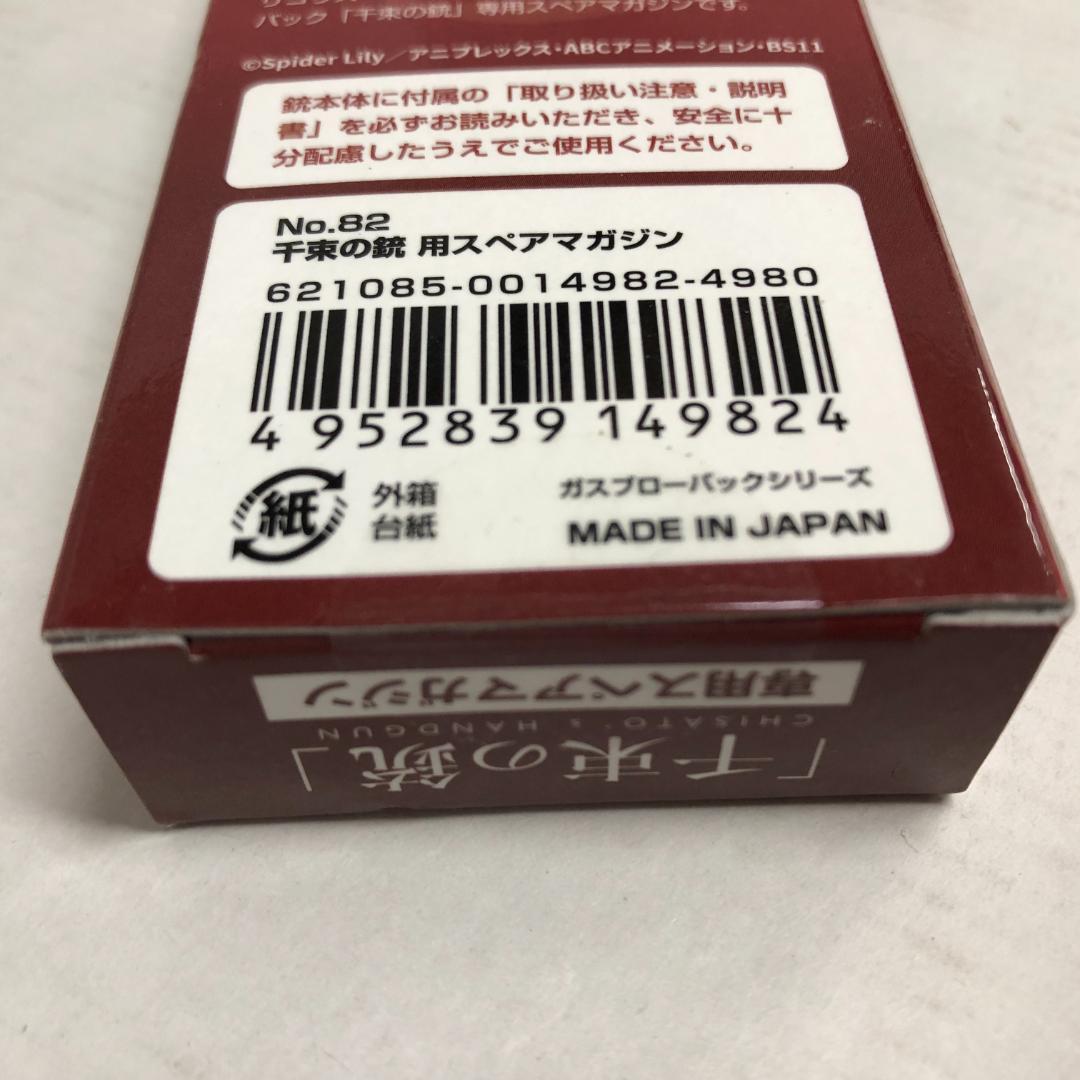 パック「千束の銃」専用スペアマガジンです。
©Spider Lily/アニプレックス・ABCアニメーション・BS11
銃本体に付属の「取り扱い注意・説明
書」を必ずお読みいただき、安全に十
分配慮したうえでご使用ください。
No.82
千束の銃 用スペアマガジン
621085-0014982-4980
4 952839 149824
紙
外箱
台紙
ガスブローバックシリーズ
MADE IN JAPAN
「千束の銃」
CHISATO's HANDGUN
専用スペアマガジン